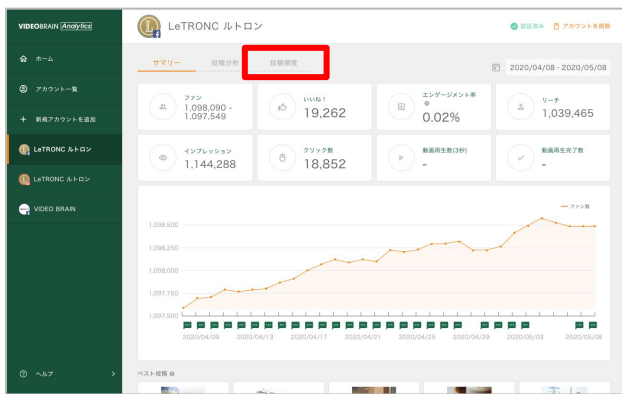 VIDEOBRAIN Analytics
LeTRONC ルトロン
認証済み
アカウントを削除
ホーム
アカウント一覧
新規アカウントを追加
LeTRONC ルトロン
LeTRONC ルトロン
VIDEO BRAIN
ヘルプ
サマリー
投稿分析
投稿頻度
2020/04/08 - 2020/05/08
ファン
1,098,090 -
1,097,549
いいね！
19,262
エンゲージメント率
0.02%
リーチ
1,039,465
インプレッション
1,144,288
クリック数
18,852
動画再生数(3秒)
-
動画再生完了数
-
ファン数
1,098,500
1,098,250
1,098,000
1,097,750
1,097,500
2020/04/09
2020/04/13
2020/04/17
2020/04/21
2020/04/25
2020/04/29
2020/05/03
2020/05/08
ベスト投稿